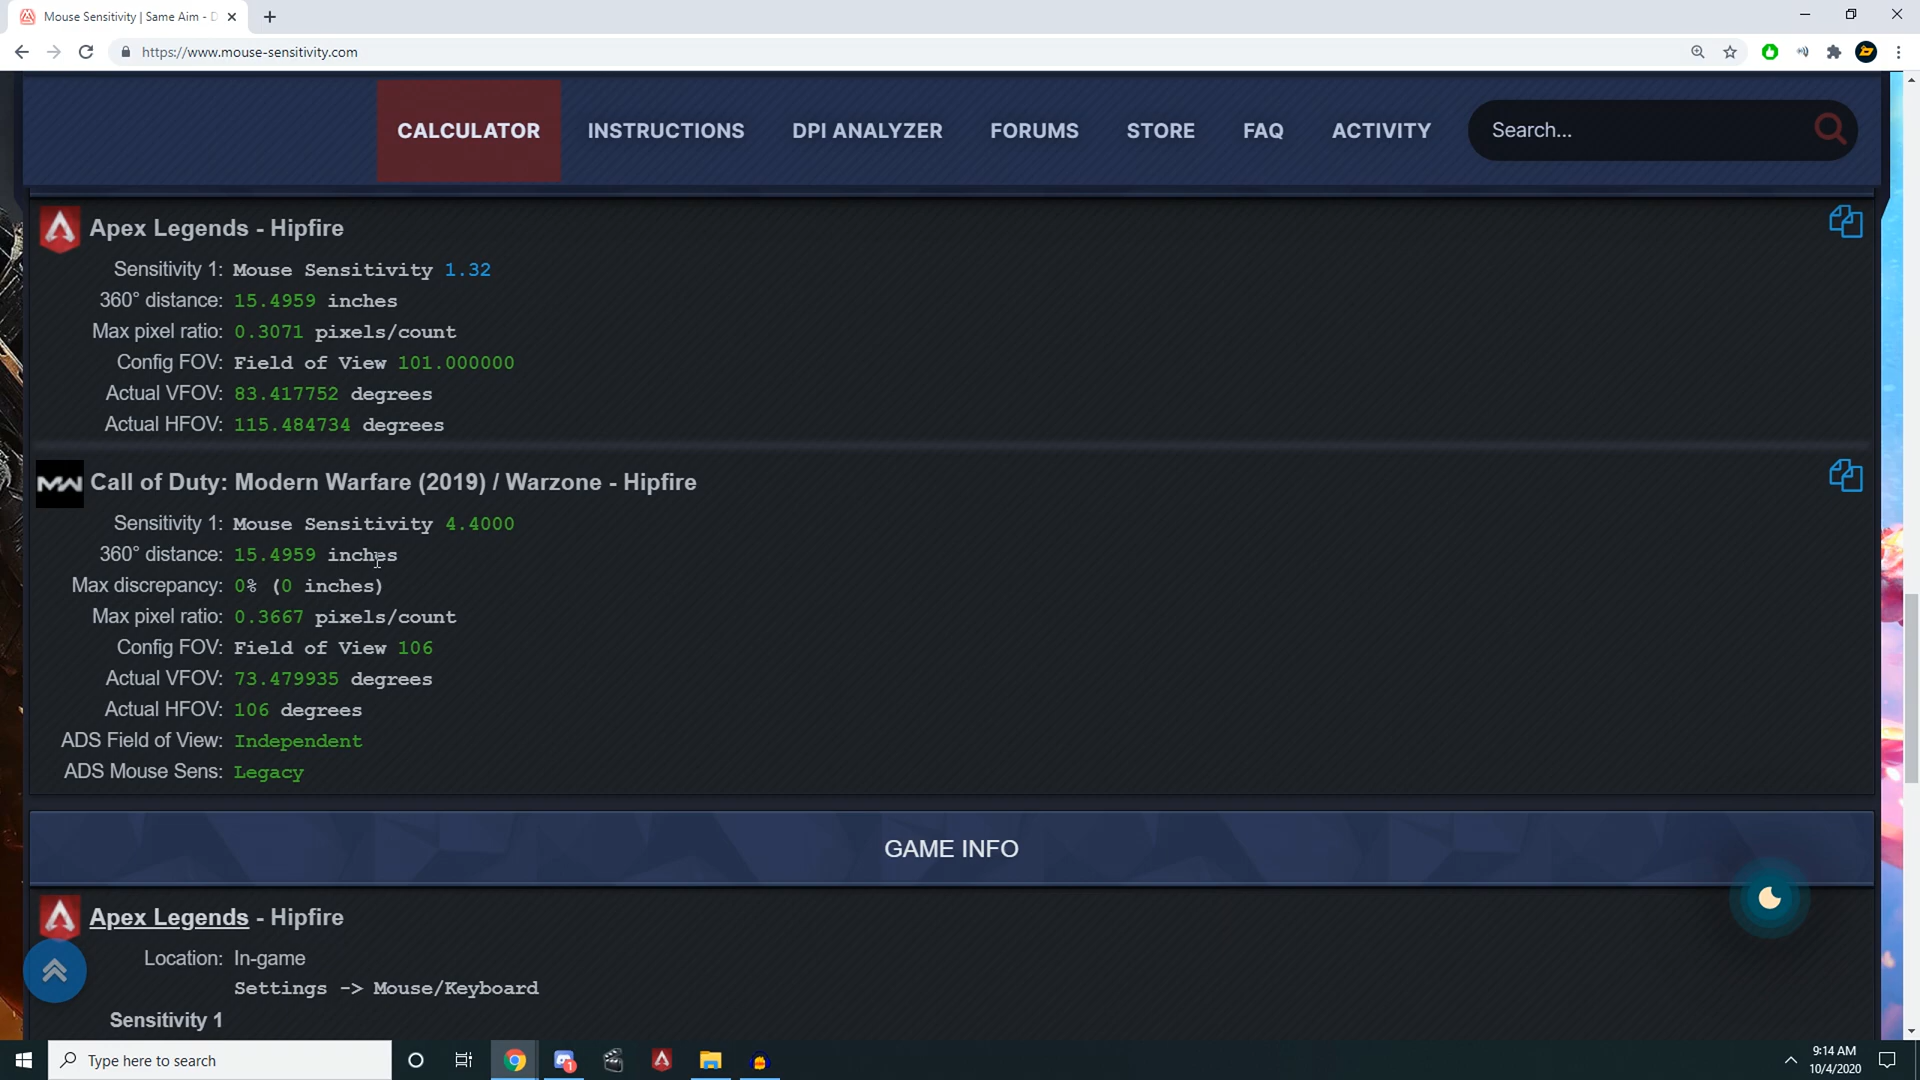 Mouse Sensitivity | Same Aim - D
https://www.mouse-sensitivity.com
CALCULATOR INSTRUCTIONS DPI ANALYZER FORUMS STORE FAQ ACTIVITY Search...
Apex Legends - Hipfire
Sensitivity 1: Mouse Sensitivity 1.32
360° distance: 15.4959 inches
Max pixel ratio: 0.3071 pixels/count
Config FOV: Field of View 101.000000
Actual VFOV: 83.417752 degrees
Actual HFOV: 115.484734 degrees
Call of Duty: Modern Warfare (2019) / Warzone - Hipfire
Sensitivity 1: Mouse Sensitivity 4.4000
360° distance: 15.4959 inches
Max discrepancy: 0% (0 inches)
Max pixel ratio: 0.3667 pixels/count
Config FOV: Field of View 106
Actual VFOV: 73.479935 degrees
Actual HFOV: 106 degrees
ADS Field of View: Independent
ADS Mouse Sens: Legacy
GAME INFO
Apex Legends - Hipfire
Location: In-game
Settings -> Mouse/Keyboard
Sensitivity 1
Type here to search
1
9:14 AM
10/4/2020